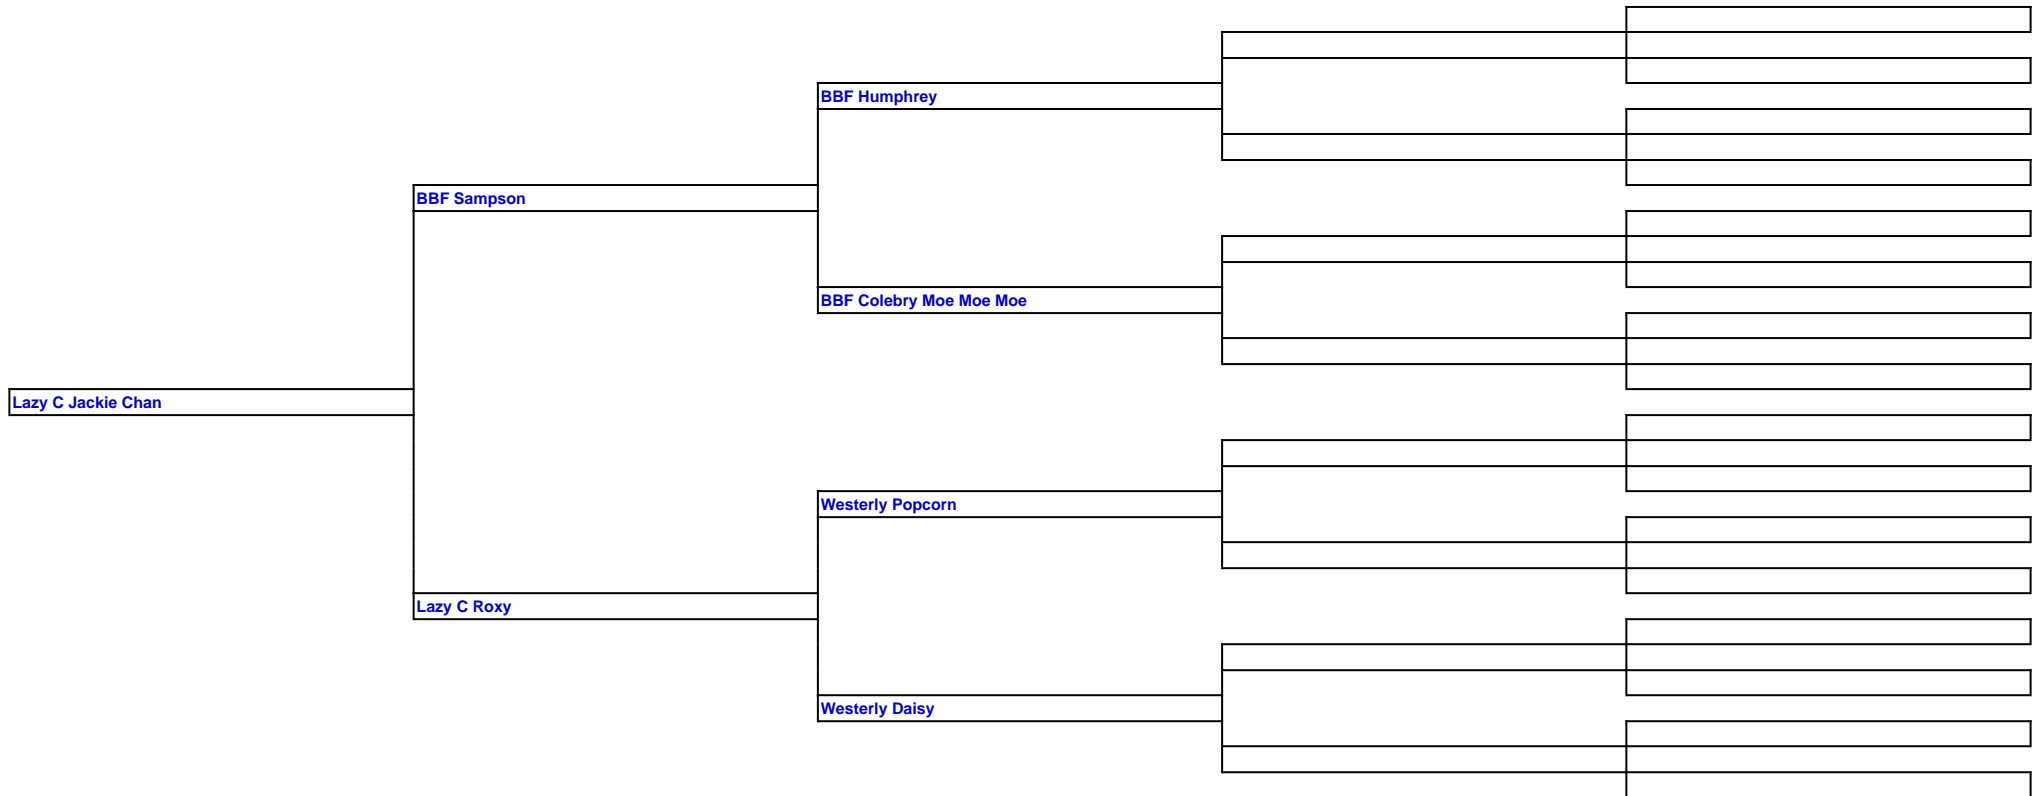 BBF Humphrey
BBF Sampson
BBF Colebry Moe Moe Moe
Lazy C Jackie Chan
Westerly Popcorn
Lazy C Roxy
Westerly Daisy